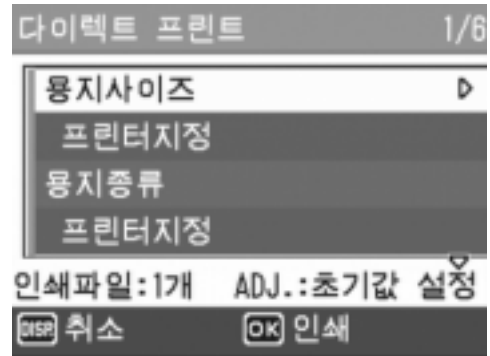 다이렉트 프린트 1/6
용지사이즈
프린터지정
용지종류
프린터지정
인쇄파일:1개 ADJ.:초기값 설정
DISP. 취소 OK 인쇄